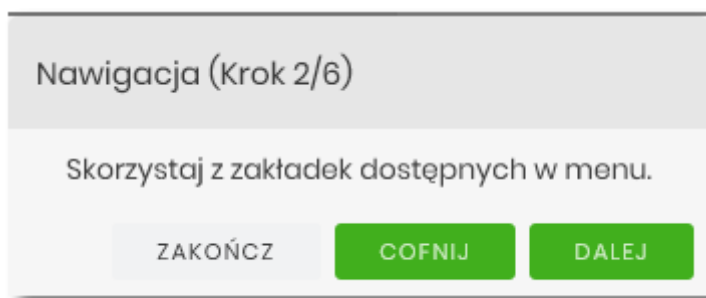 Nawigacja (Krok 2/6)
Skorzystaj z zakładek dostępnych w menu.
ZAKOŃCZ COFNIJ DALEJ